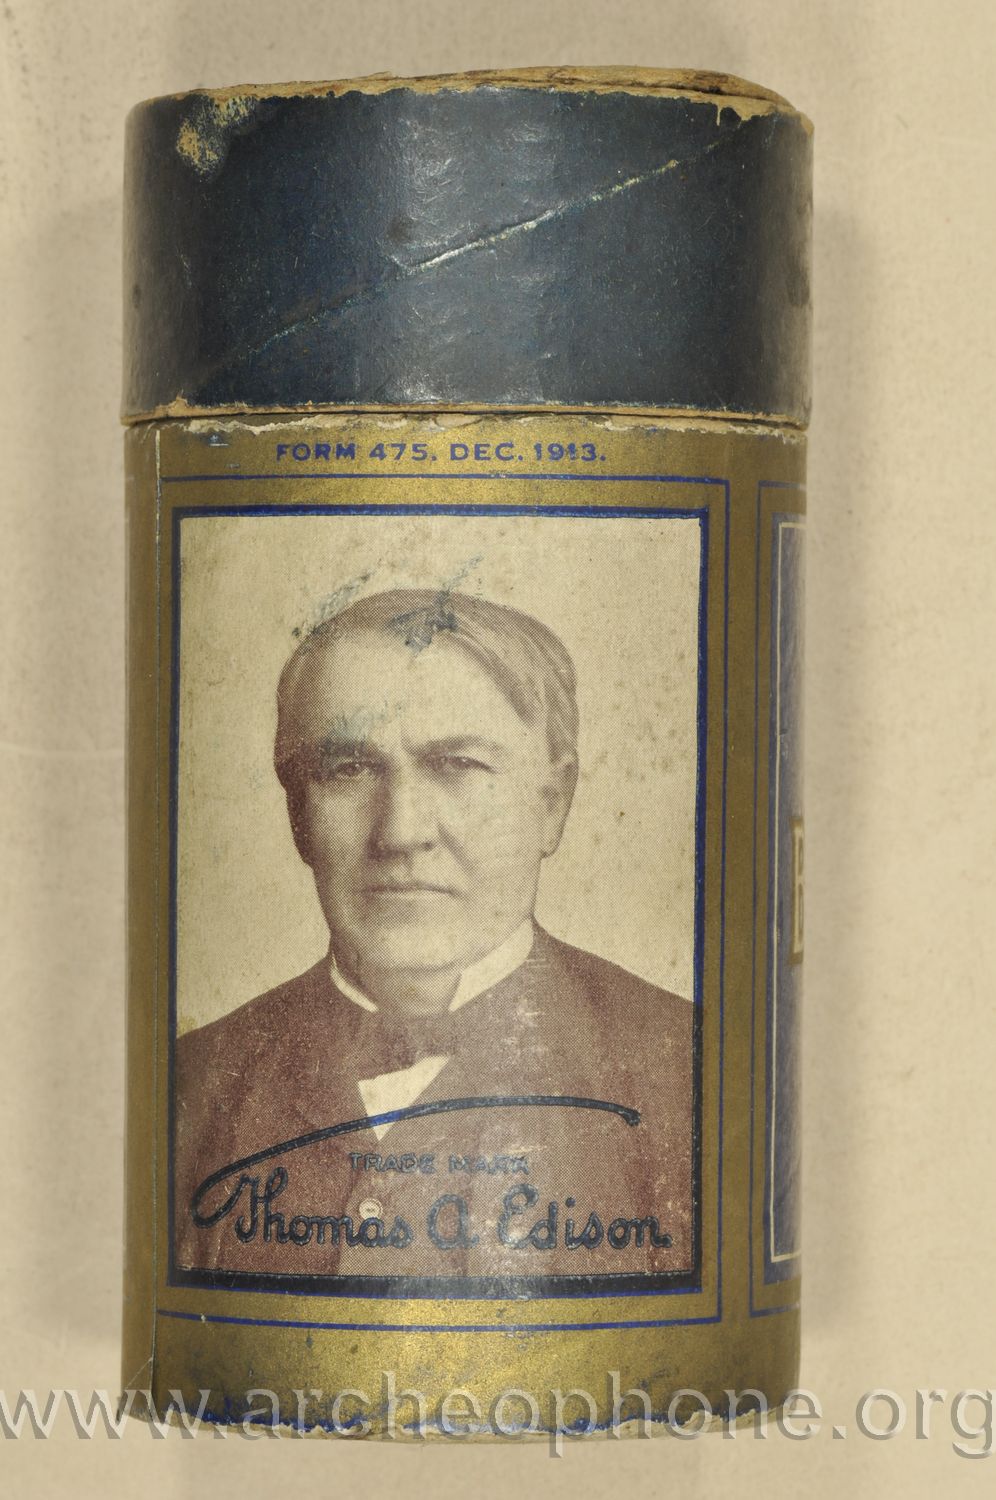 FORM 475. DEC. 1913.
TRADE MARK
Thomas A. Edison.
www.archeophone.org